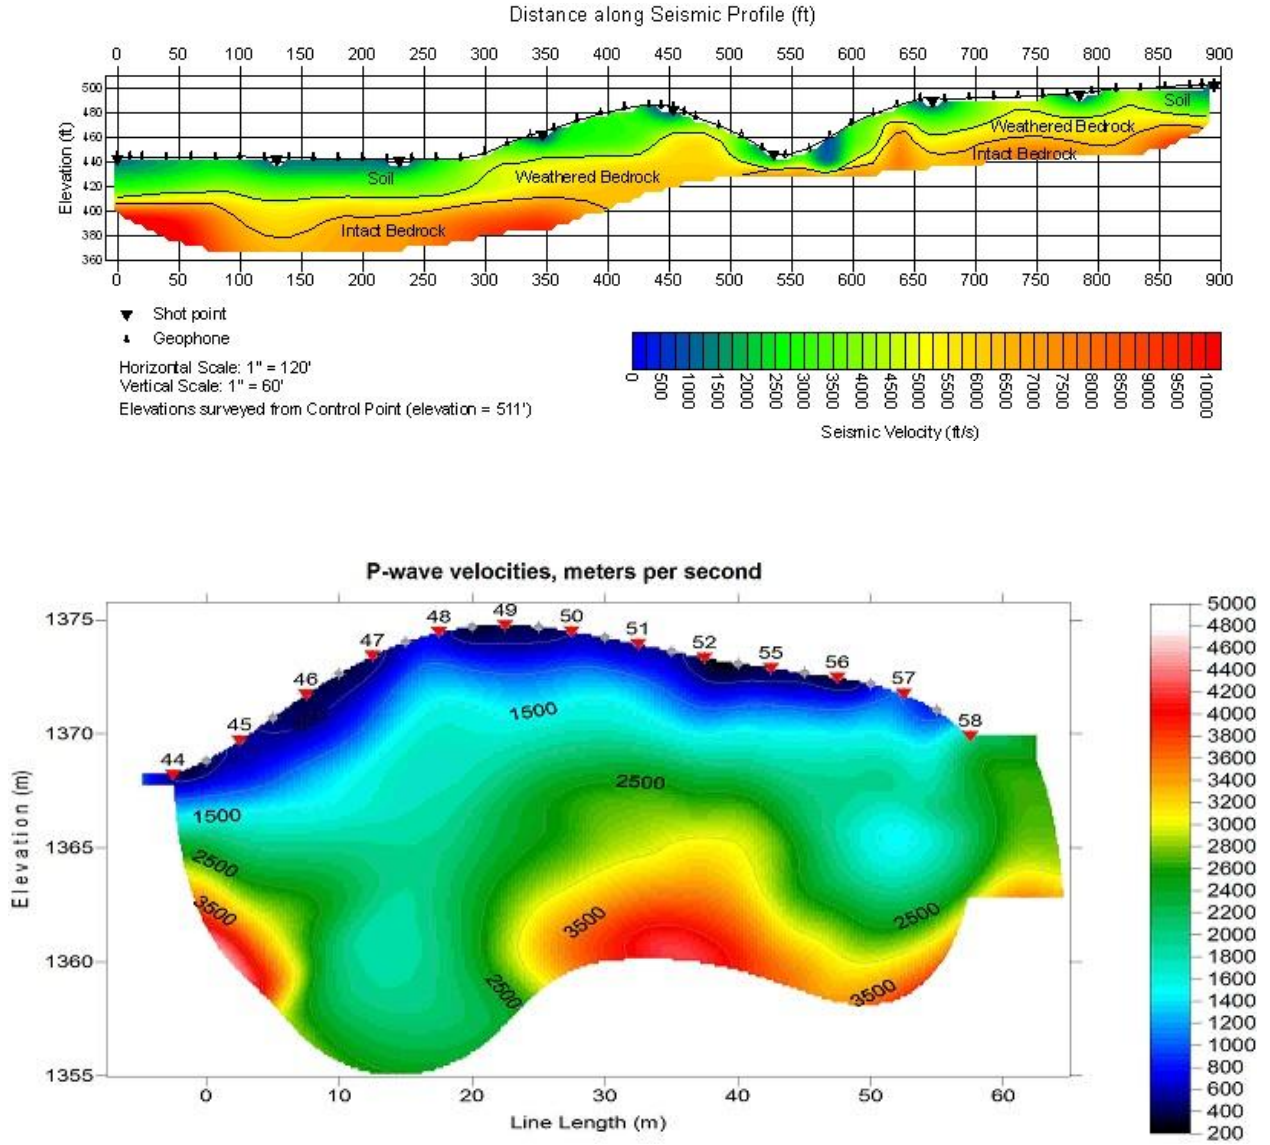 Distance along Seismic Profile (ft)
0 50 100 150 200 250 300 350 400 450 500 550 600 650 700 750 800 850 900
500
480
460
440
420
400
380
360
Elevation (ft)
Soil
Weathered Bedrock
Intact Bedrock
Soil
Weathered Bedrock
Intact Bedrock
0 50 100 150 200 250 300 350 400 450 500 550 600 650 700 750 800 850 900
Shot point
Geophone
Horizontal Scale: 1" = 120'
Vertical Scale: 1" = 60'
Elevations surveyed from Control Point (elevation = 511')
0 500 1000 1500 2000 2500 3000 3500 4000 4500 5000 5500 6000 6500 7000 7500 8000 8500 9000 9500 10000
Seismic Velocity (ft/s)
P-wave velocities, meters per second
1375
1370
1365
1360
1355
Elevation (m)
44 45 46 47 48 49 50 51 52 55 56 57 58
1500
2500
1500
2500
3500
3500
2500
2500
3500
0 10 20 30 40 50 60
Line Length (m)
5000
4800
4600
4400
4200
4000
3800
3600
3400
3200
3000
2800
2600
2400
2200
2000
1800
1600
1400
1200
1000
800
600
400
200